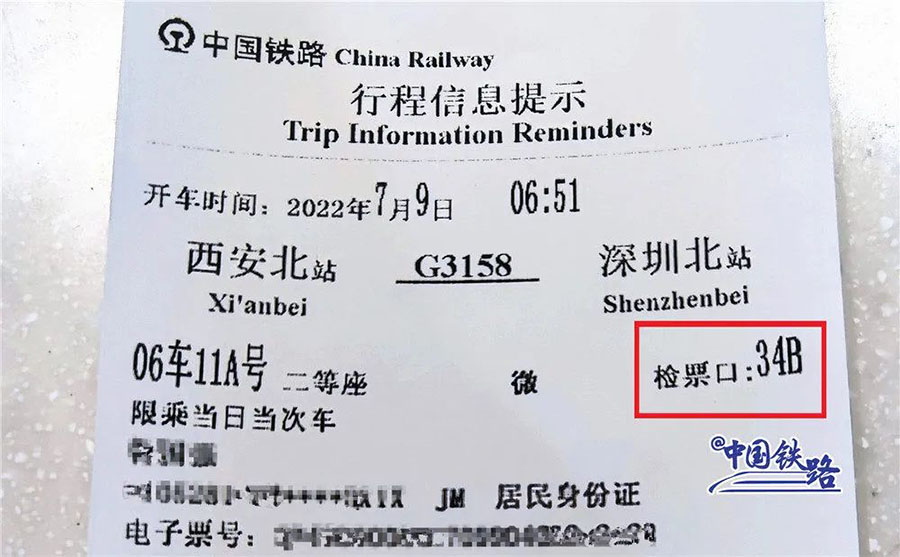 中国铁路 China Railway
行程信息提示
Trip Information Reminders
开车时间：2022年7月9日 06:51
西安北站 G3158 深圳北站
Xi'anbei Shenzhenbei
06车11A号 二等座 微 检票口:34B
限乘当日当次车
JM 居民身份证
电子票号:
@中国铁路